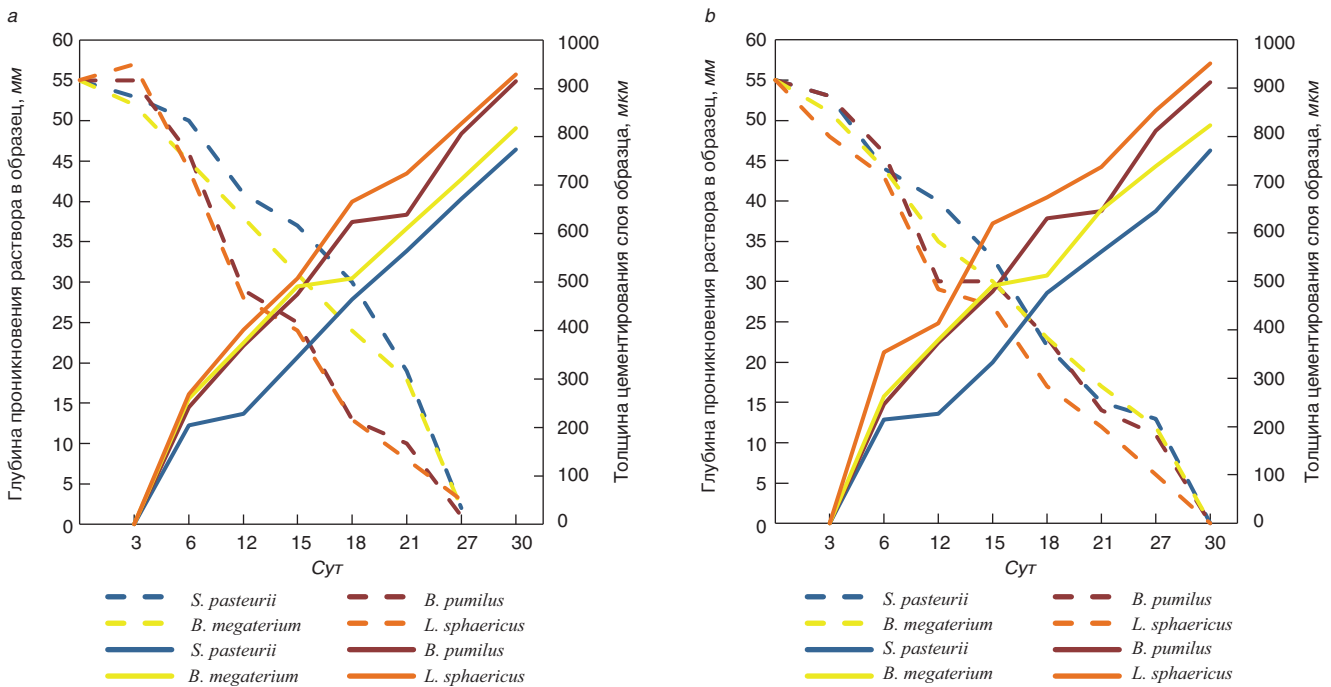 a
Глубина проникновения раствора в образец, мм
60
55
50
45
40
35
30
25
20
15
10
5
0
1000
900
800
700
600
500
400
300
200
100
0
Толщина цементирования слоя образца, мкм
3 6 12 15 18 21 27 30
Сут
S. pasteurii B. pumilus
B. megaterium L. sphaericus
S. pasteurii B. pumilus
B. megaterium L. sphaericus
b
Глубина проникновения раствора в образец, мм
60
55
50
45
40
35
30
25
20
15
10
5
0
1000
900
800
700
600
500
400
300
200
100
0
Толщина цементирования слоя образца, мкм
3 6 12 15 18 21 27 30
Сут
S. pasteurii B. pumilus
B. megaterium L. sphaericus
S. pasteurii B. pumilus
B. megaterium L. sphaericus